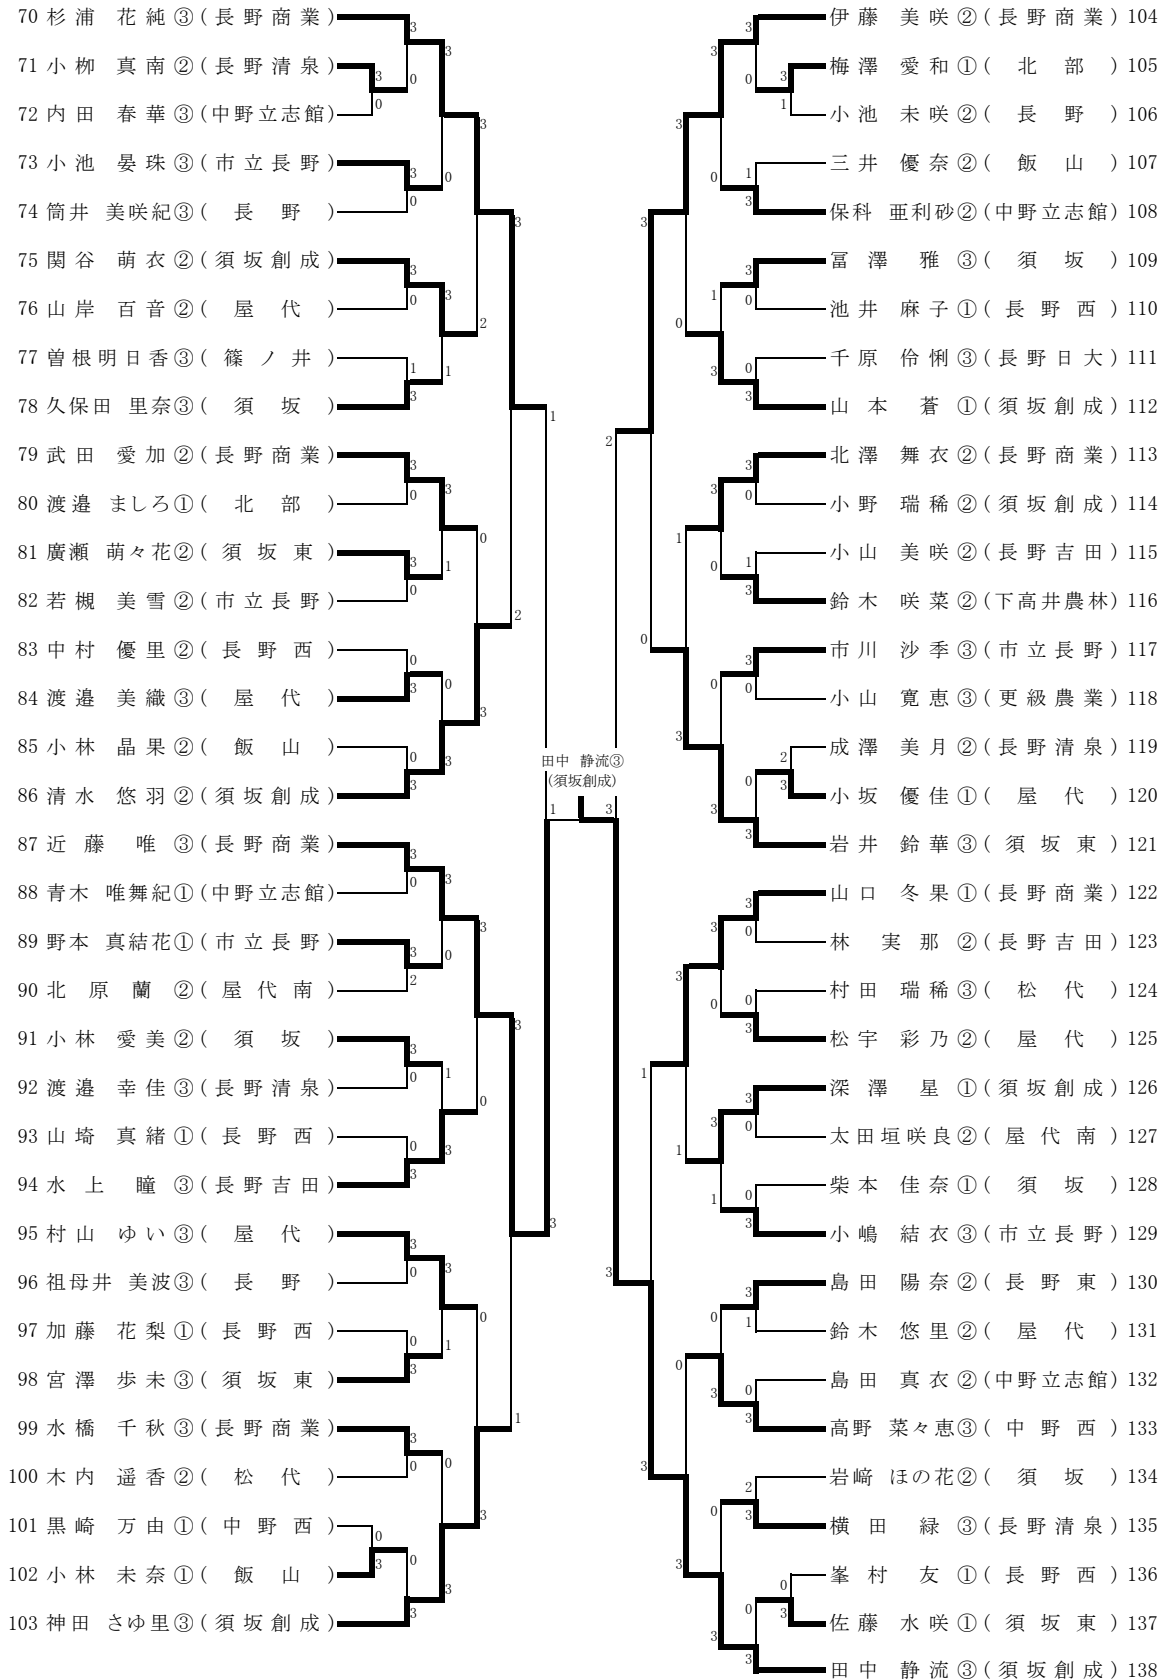 70 杉浦 花純 ③ (長野商業)
71 小栁 真南 ② (長野清泉)
72 内田 春華 ③ (中野立志館)
73 小池 晏珠 ③ (市立長野)
74 筒井 美咲紀 ③ (長野)
75 関谷 萌衣 ② (須坂創成)
76 山岸 百音 ② (屋代)
77 曽根明日香 ③ (篠ノ井)
78 久保田 里奈 ③ (須坂)
79 武田 愛加 ② (長野商業)
80 渡邉 ましろ ① (北部)
81 廣瀬 萌々花 ② (須坂東)
82 若槻 美雪 ② (市立長野)
83 中村 優里 ② (長野西)
84 渡邉 美織 ③ (屋代)
85 小林 晶果 ② (飯山)
86 清水 悠羽 ② (須坂創成)
87 近藤 唯 ③ (長野商業)
88 青木 唯舞紀 ① (中野立志館)
89 野本 真結花 ① (市立長野)
90 北原 蘭 ② (屋代南)
91 小林 愛美 ② (須坂)
92 渡邉 幸佳 ③ (長野清泉)
93 山埼 真緒 ① (長野西)
94 水上 瞳 ③ (長野吉田)
95 村山 ゆい ③ (屋代)
96 祖母井 美波 ③ (長野)
97 加藤 花梨 ① (長野西)
98 宮澤 歩未 ③ (須坂東)
99 水橋 千秋 ③ (長野商業)
100 木内 遥香 ② (松代)
101 黒崎 万由 ① (中野西)
102 小林 未奈 ① (飯山)
103 神田 さゆ里 ③ (須坂創成)
田中 静流③
(須坂創成)
1 3
伊藤 美咲 ② (長野商業) 104
梅澤 愛和 ① (北部) 105
小池 未咲 ② (長野) 106
三井 優奈 ② (飯山) 107
保科 亜利砂 ② (中野立志館) 108
冨澤 雅 ③ (須坂) 109
池井 麻子 ① (長野西) 110
千原 伶悧 ③ (長野日大) 111
山本 蒼 ① (須坂創成) 112
北澤 舞衣 ② (長野商業) 113
小野 瑞稀 ② (須坂創成) 114
小山 美咲 ② (長野吉田) 115
鈴木 咲菜 ② (下高井農林) 116
市川 沙季 ③ (市立長野) 117
小山 寛恵 ③ (更級農業) 118
成澤 美月 ② (長野清泉) 119
小坂 優佳 ① (屋代) 120
岩井 鈴華 ③ (須坂東) 121
山口 冬果 ① (長野商業) 122
林 実那 ② (長野吉田) 123
村田 瑞稀 ③ (松代) 124
松宇 彩乃 ② (屋代) 125
深澤 星 ① (須坂創成) 126
太田垣咲良 ② (屋代南) 127
柴本 佳奈 ① (須坂) 128
小嶋 結衣 ③ (市立長野) 129
島田 陽奈 ② (長野東) 130
鈴木 悠里 ② (屋代) 131
島田 真衣 ② (中野立志館) 132
高野 菜々恵 ③ (中野西) 133
岩﨑 ほの花 ② (須坂) 134
横田 緑 ③ (長野清泉) 135
峯村 友 ① (長野西) 136
佐藤 水咲 ① (須坂東) 137
田中 静流 ③ (須坂創成) 138